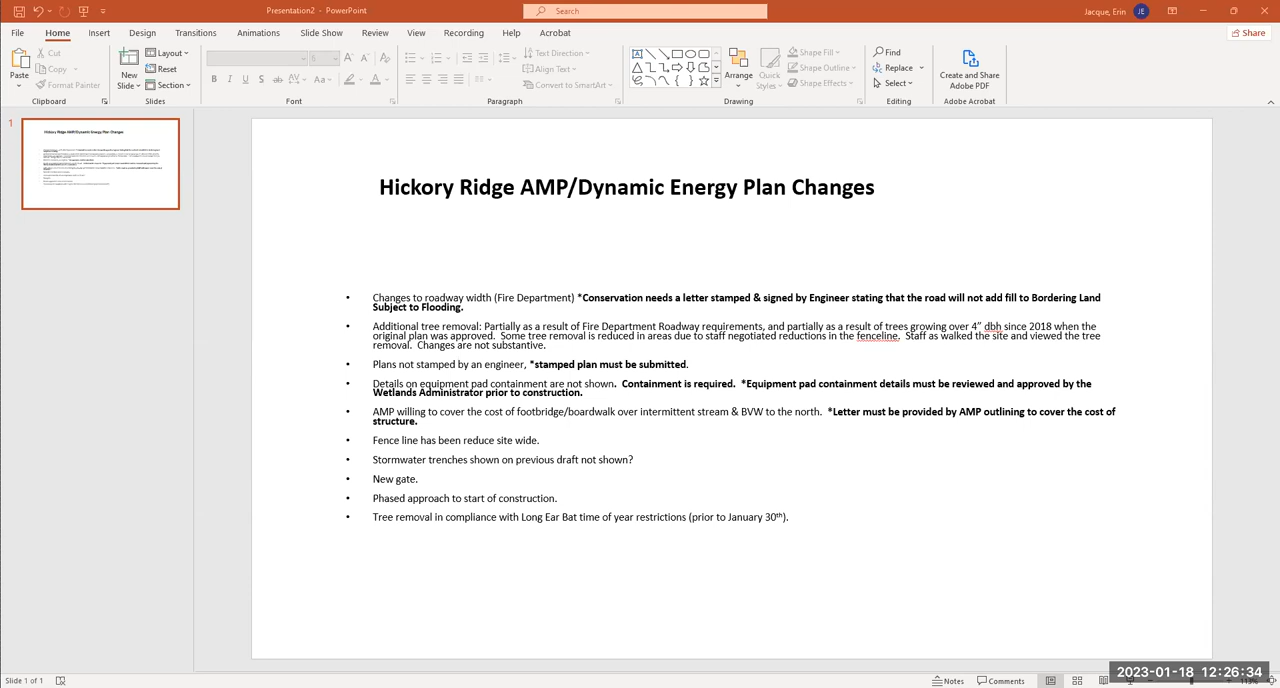 Presentation2 - PowerPoint
Search
Jacque, Erin
JE
File Home Insert Design Transitions Animations Slide Show Review View Recording Help Acrobat
Share
Paste
Cut
Copy
Format Painter
Clipboard
New Slide
Layout
Reset
Section
Slides
B I U S ab AV Aa A
Font
Text Direction
Align Text
Convert to SmartArt
Paragraph
Arrange
Quick Styles
Shape Fill
Shape Outline
Shape Effects
Drawing
Find
Replace
Select
Editing
Create and Share Adobe PDF
Adobe Acrobat
1
Hickory Ridge AMP/Dynamic Energy Plan Changes
Hickory Ridge AMP/Dynamic Energy Plan Changes
• Changes to roadway width (Fire Department) *Conservation needs a letter stamped & signed by Engineer stating that the road will not add fill to Bordering Land
Subject to Flooding.
• Additional tree removal: Partially as a result of Fire Department Roadway requirements, and partially as a result of trees growing over 4" dbh since 2018 when the
original plan was approved. Some tree removal is reduced in areas due to staff negotiated reductions in the fenceline. Staff as walked the site and viewed the tree
removal. Changes are not substantive.
• Plans not stamped by an engineer, *stamped plan must be submitted.
• Details on equipment pad containment are not shown. Containment is required. *Equipment pad containment details must be reviewed and approved by the
Wetlands Administrator prior to construction.
• AMP willing to cover the cost of footbridge/boardwalk over intermittent stream & BVW to the north. *Letter must be provided by AMP outlining to cover the cost of
structure.
• Fence line has been reduce site wide.
• Stormwater trenches shown on previous draft not shown?
• New gate.
• Phased approach to start of construction.
• Tree removal in compliance with Long Ear Bat time of year restrictions (prior to January 30th).
Slide 1 of 1
Notes
Comments
2023-01-18 12:26:34